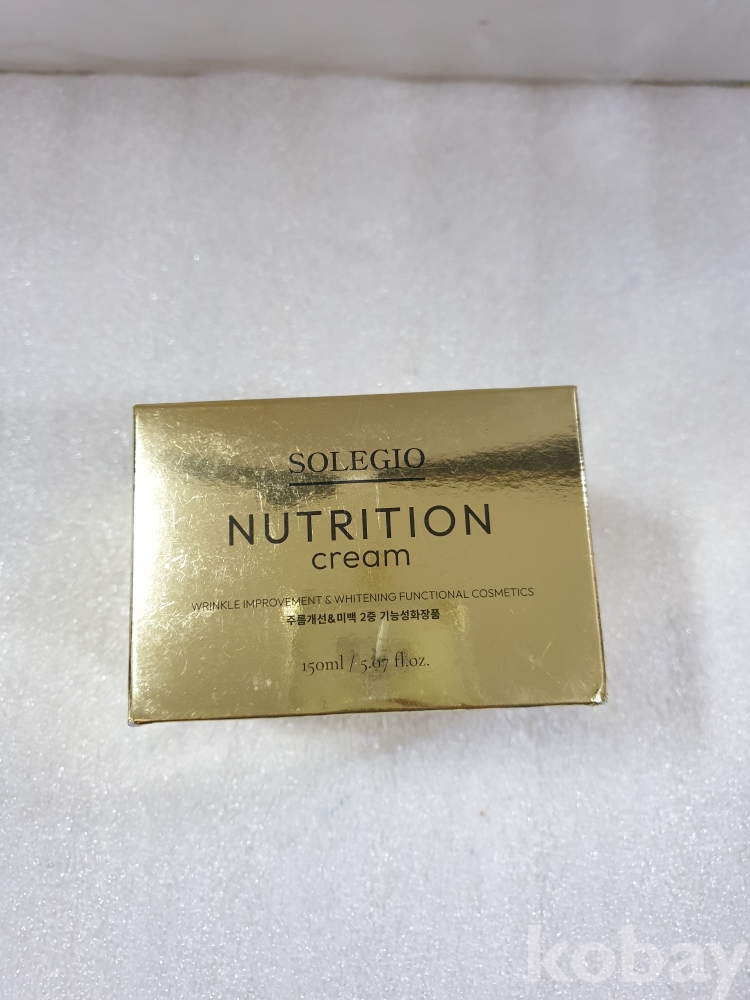 SOLEGIO
NUTRITION
cream
WRINKLE IMPROVEMENT & WHITENING FUNCTIONAL COSMETICS
주름개선&미백 2중 기능성화장품
150ml / 5.07 fl.oz.
kobay